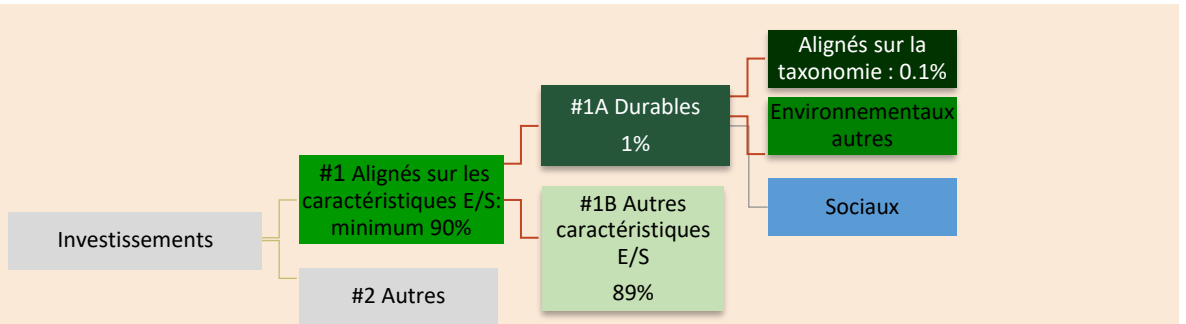 Investissements
#1 Alignés sur les
caractéristiques E/S:
minimum 90%
#2 Autres
#1A Durables
1%
#1B Autres
caractéristiques
E/S
89%
Alignés sur la
taxonomie : 0.1%
Environnementaux
autres
Sociaux